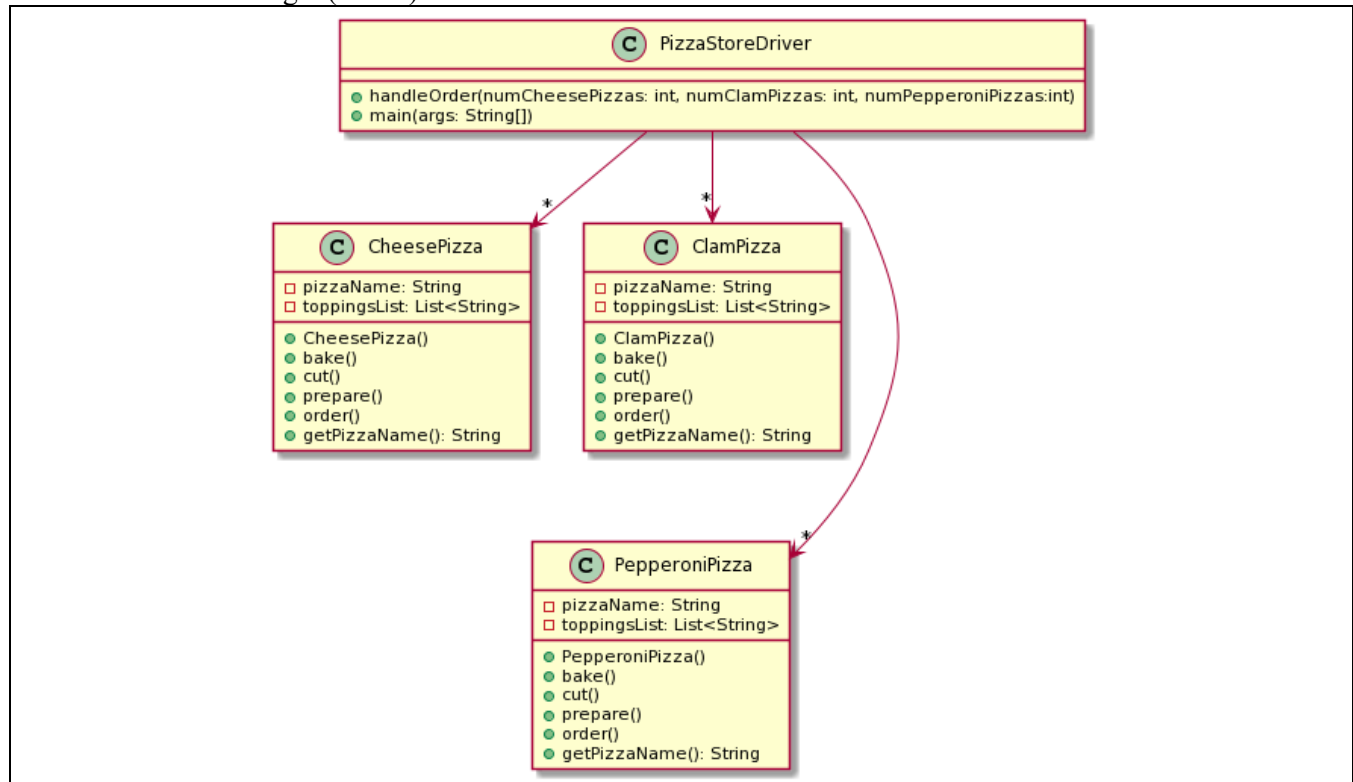 C PizzaStoreDriver
handleOrder(numCheesePizzas: int, numClamPizzas: int, numPepperoniPizzas:int)
main(args: String[])
* * 
C CheesePizza
pizzaName: String
toppingsList: List<String>
CheesePizza()
bake()
cut()
prepare()
order()
getPizzaName(): String
C ClamPizza
pizzaName: String
toppingsList: List<String>
ClamPizza()
bake()
cut()
prepare()
order()
getPizzaName(): String
*
C PepperoniPizza
pizzaName: String
toppingsList: List<String>
PepperoniPizza()
bake()
cut()
prepare()
order()
getPizzaName(): String